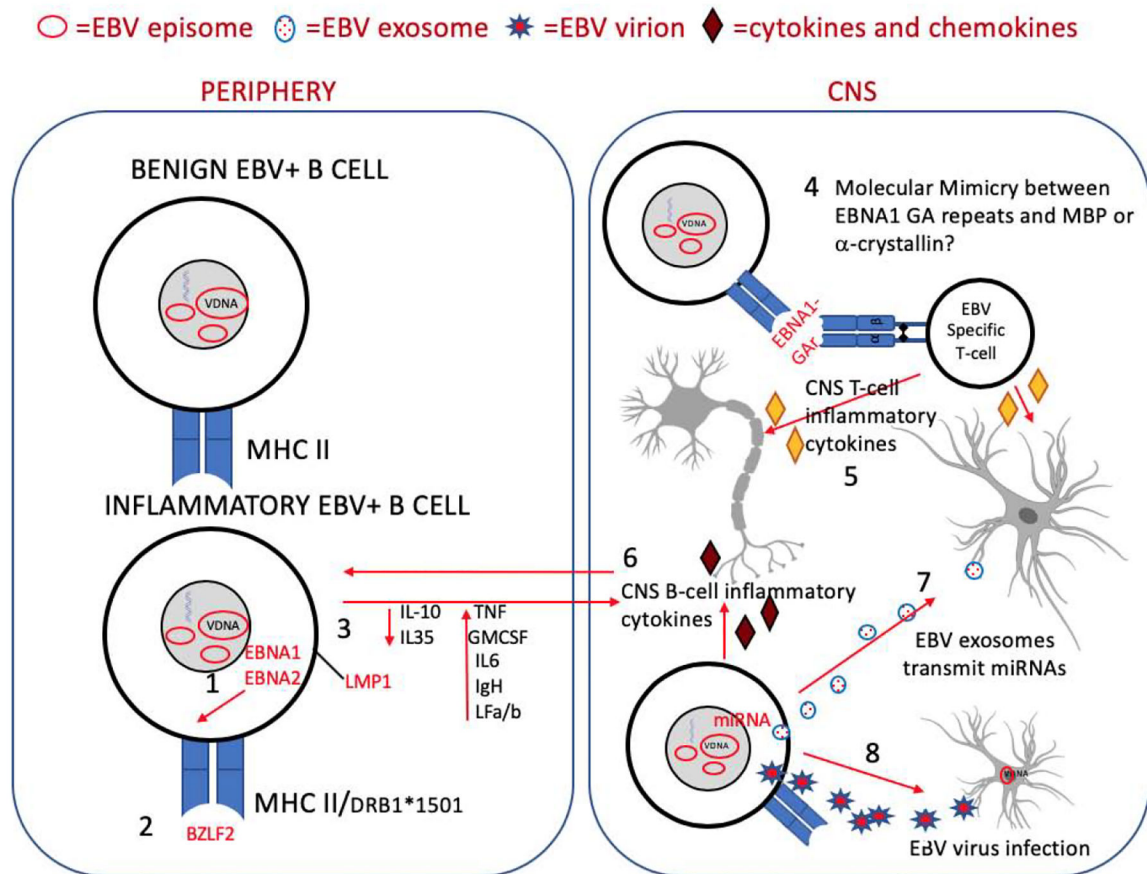 =EBV episome =EBV exosome =EBV virion =cytokines and chemokines
PERIPHERY
BENIGN EBV+ B CELL
VDNA
MHC II
INFLAMMATORY EBV+ B CELL
VDNA
EBNA1
1 EBNA2
LMP1
3
IL-10
IL35
TNF
GMCSF
IL6
IgH
LFa/b
MHC II/DRB1*1501
2
BZLF2
CNS
VDNA
4 Molecular Mimicry between
EBNA1 GA repeats and MBP or
α-crystallin?
EBNA1-
GAr
β
α
EBV
Specific
T-cell
CNS T-cell
inflammatory
cytokines
5
6
CNS B-cell inflammatory
cytokines
7
EBV exosomes
transmit miRNAs
miRNA
VDNA
8
EBV virus infection